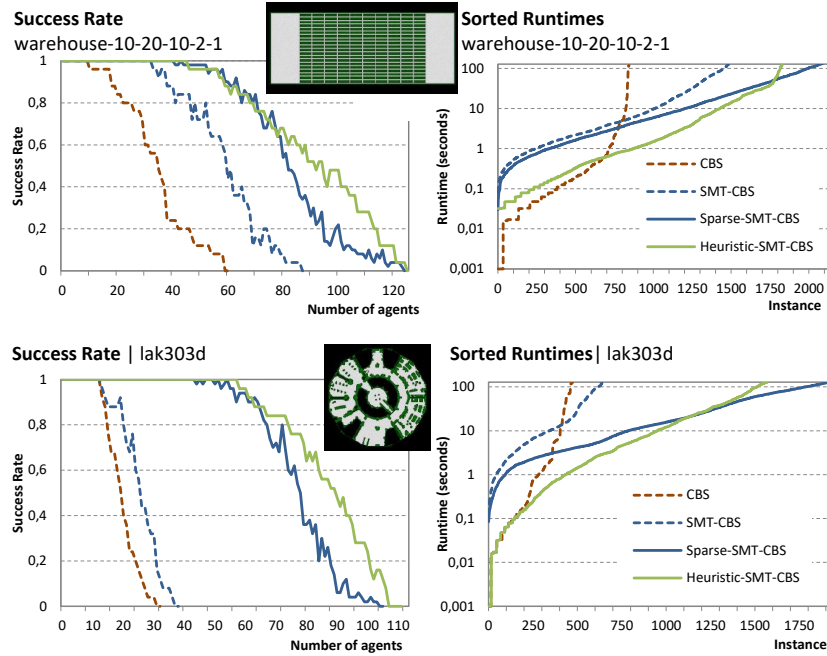 Success Rate
warehouse-10-20-10-2-1
Success Rate
1
0,8
0,6
0,4
0,2
0
0 20 40 60 80 100 120
Number of agents
Sorted Runtimes
warehouse-10-20-10-2-1
Runtime (seconds)
100
10
1
0,1
0,01
0,001
CBS
SMT-CBS
Sparse-SMT-CBS
Heuristic-SMT-CBS
0 250 500 750 1000 1250 1500 1750 2000
Instance
Success Rate | lak303d
Success Rate
1
0,8
0,6
0,4
0,2
0
0 10 20 30 40 50 60 70 80 90 100 110
Number of agents
Sorted Runtimes| lak303d
Runtime (seconds)
100
10
1
0,1
0,01
0,001
CBS
SMT-CBS
Sparse-SMT-CBS
Heuristic-SMT-CBS
0 250 500 750 1000 1250 1500 1750
Instance